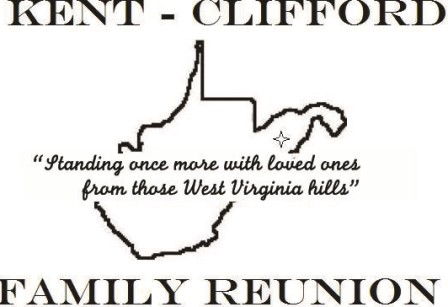 KENT - CLIFFORD
“Standing once more with loved ones
from those West Virginia hills”
FAMILY REUNION